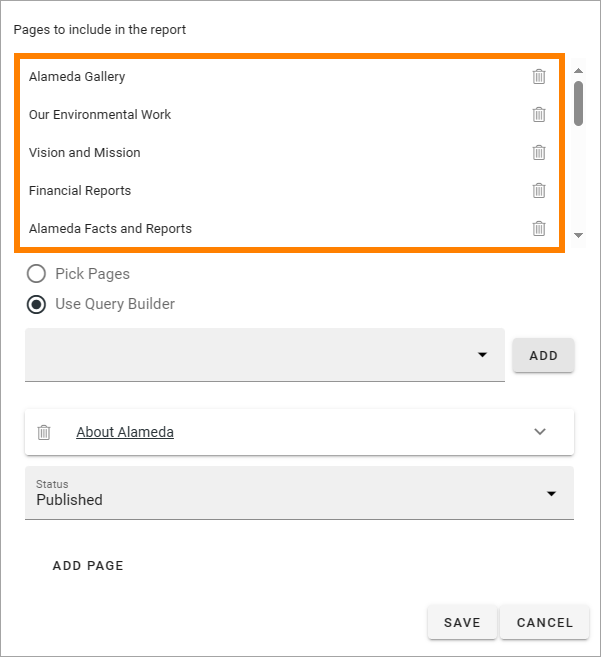 Pages to include in the report
Alameda Gallery
Our Environmental Work
Vision and Mission
Financial Reports
Alameda Facts and Reports
Pick Pages
Use Query Builder
ADD
About Alameda
Status
Published
ADD PAGE
SAVE CANCEL